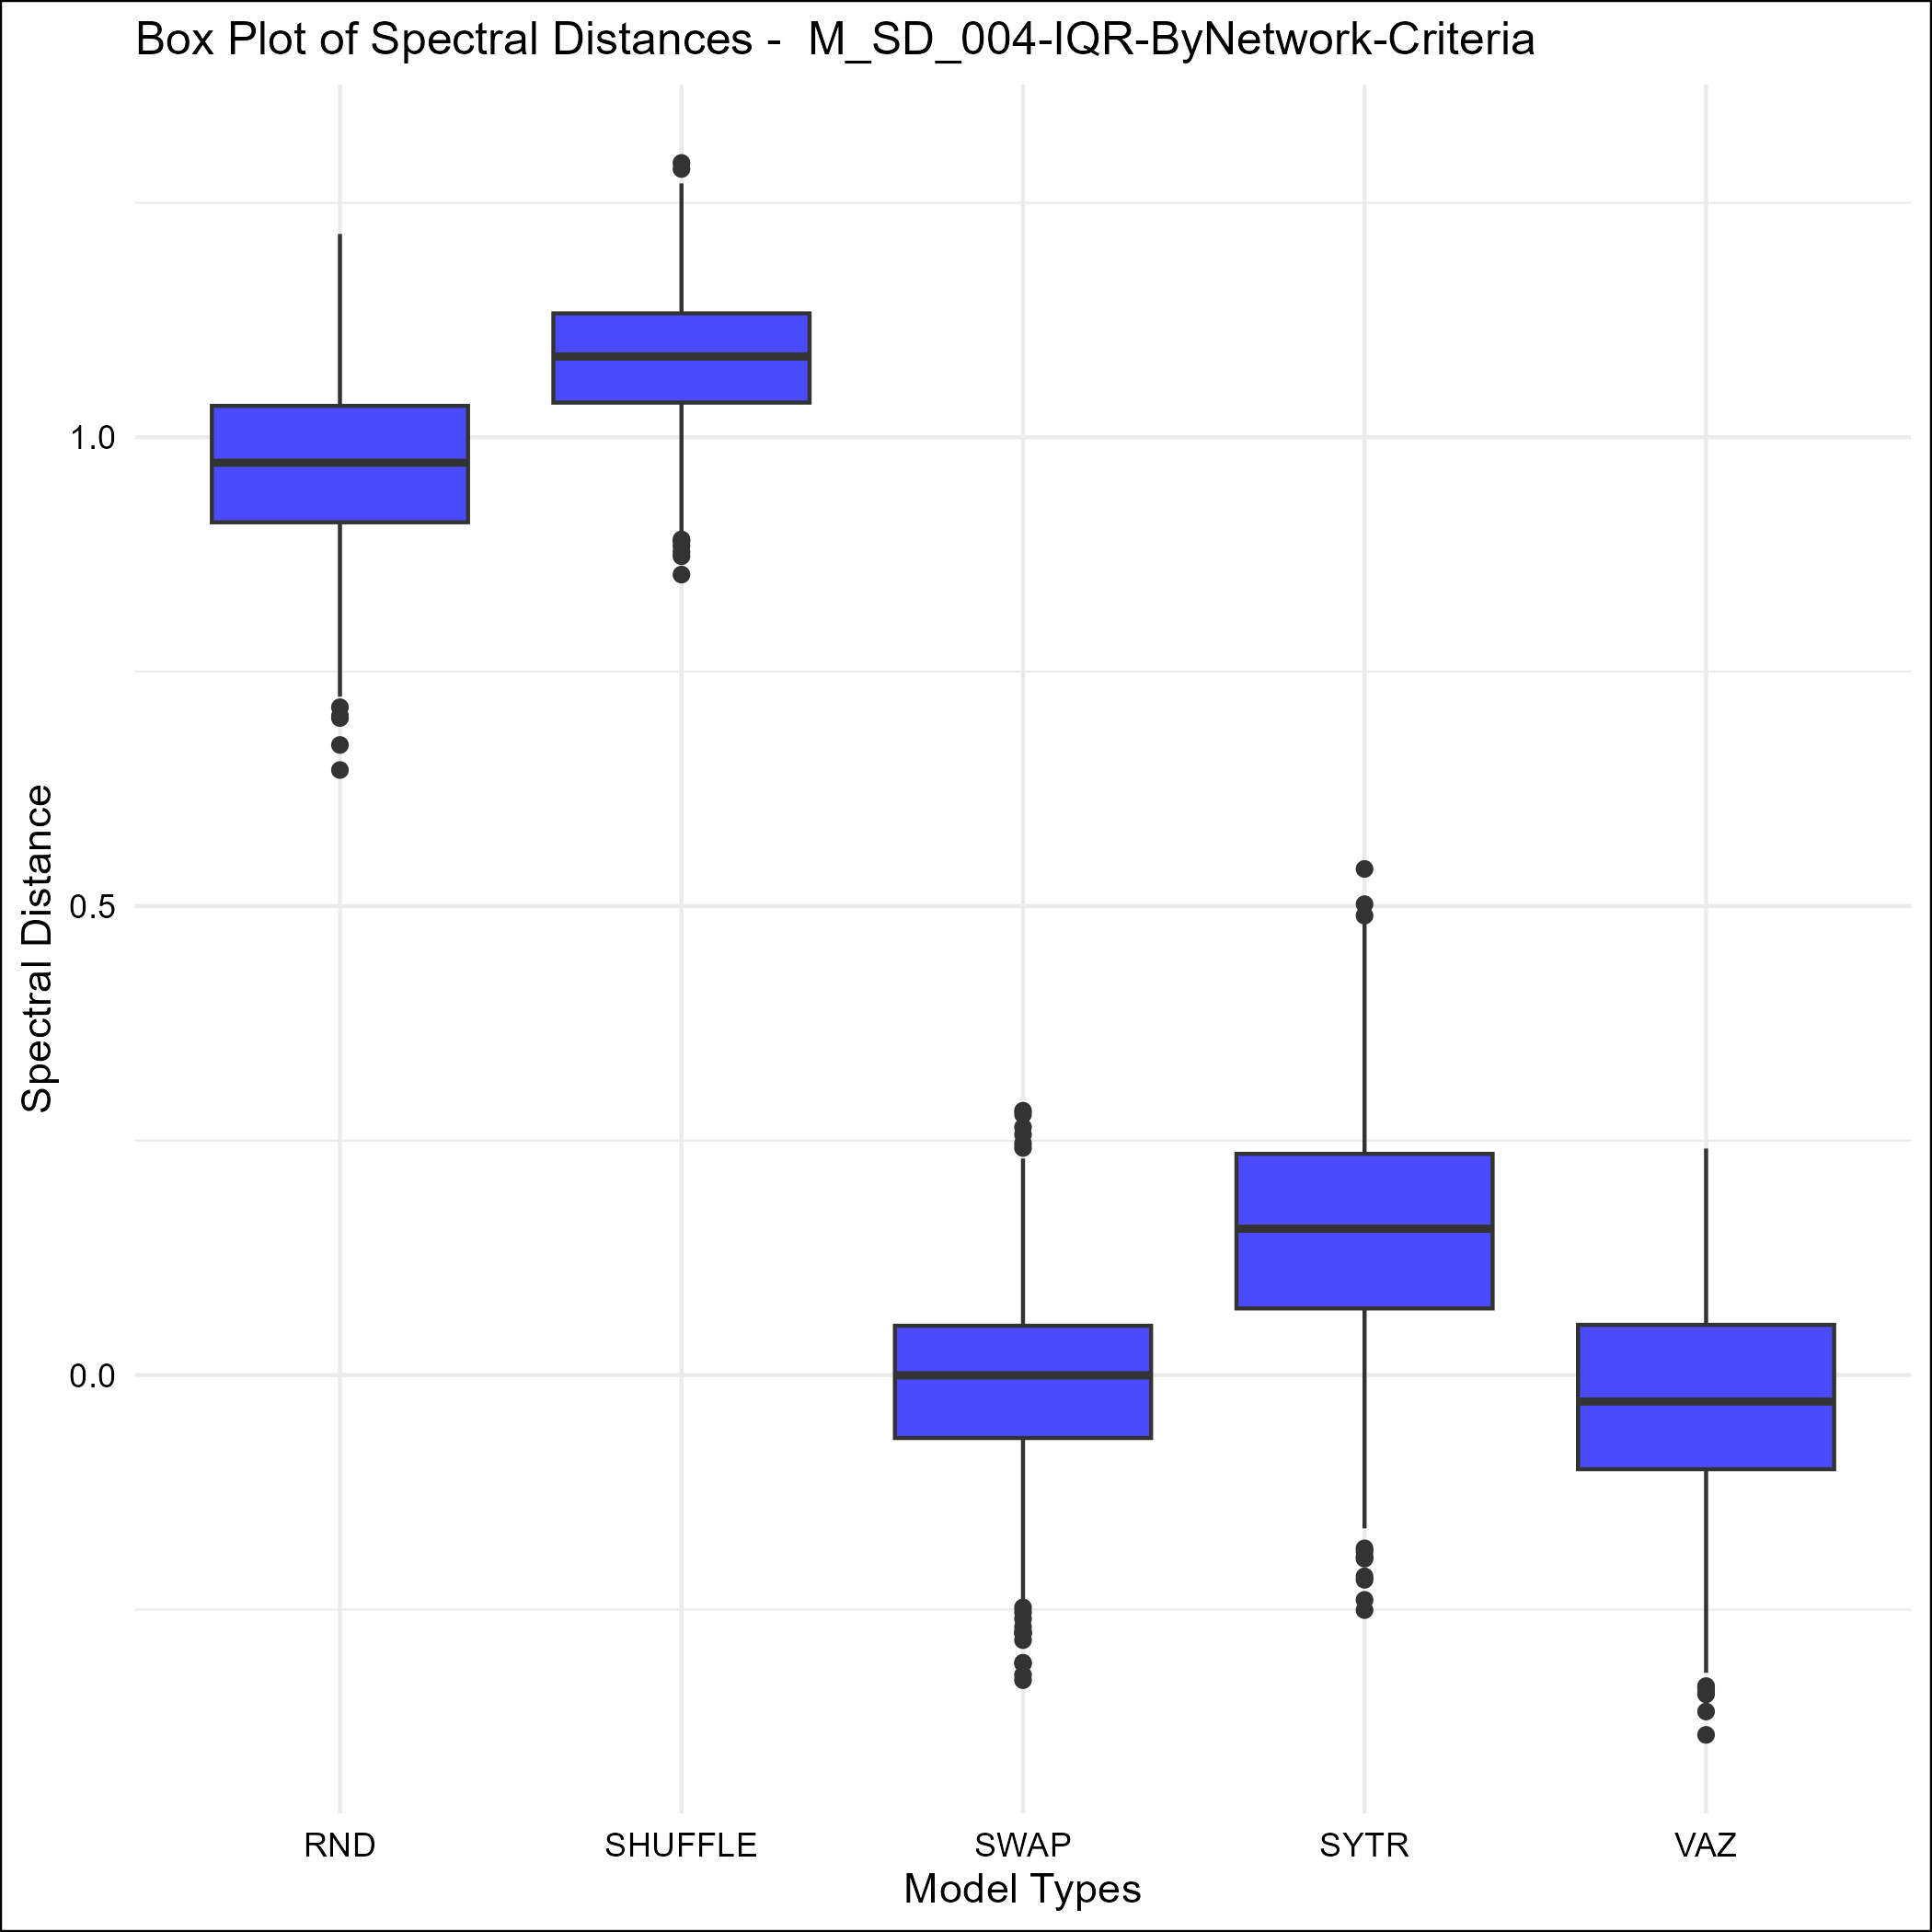 Box Plot of Spectral Distances -  M_SD_004-IQR-ByNetwork-Criteria
1.0
0.5
0.0
Spectral Distance
RND SHUFFLE SWAP SYTR VAZ
Model Types